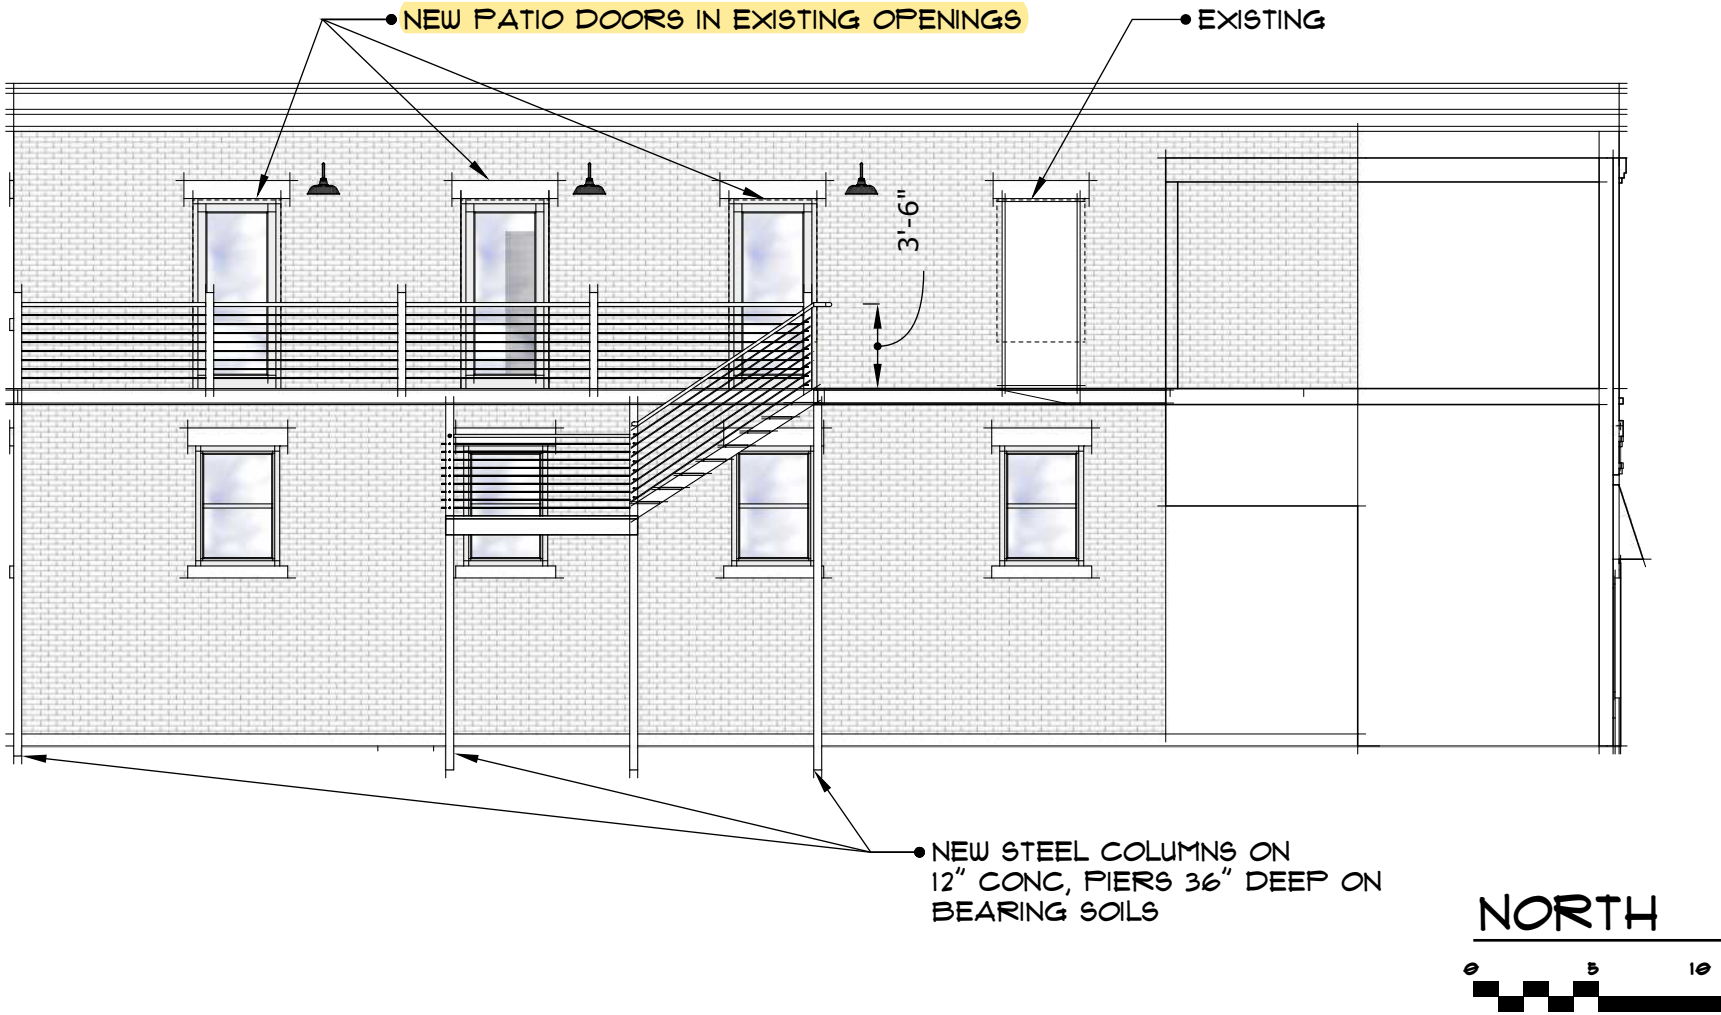 NEW PATIO DOORS IN EXISTING OPENINGS
EXISTING
3'-6"
NEW STEEL COLUMNS ON
12" CONC, PIERS 36" DEEP ON
BEARING SOILS
NORTH
0 5 10